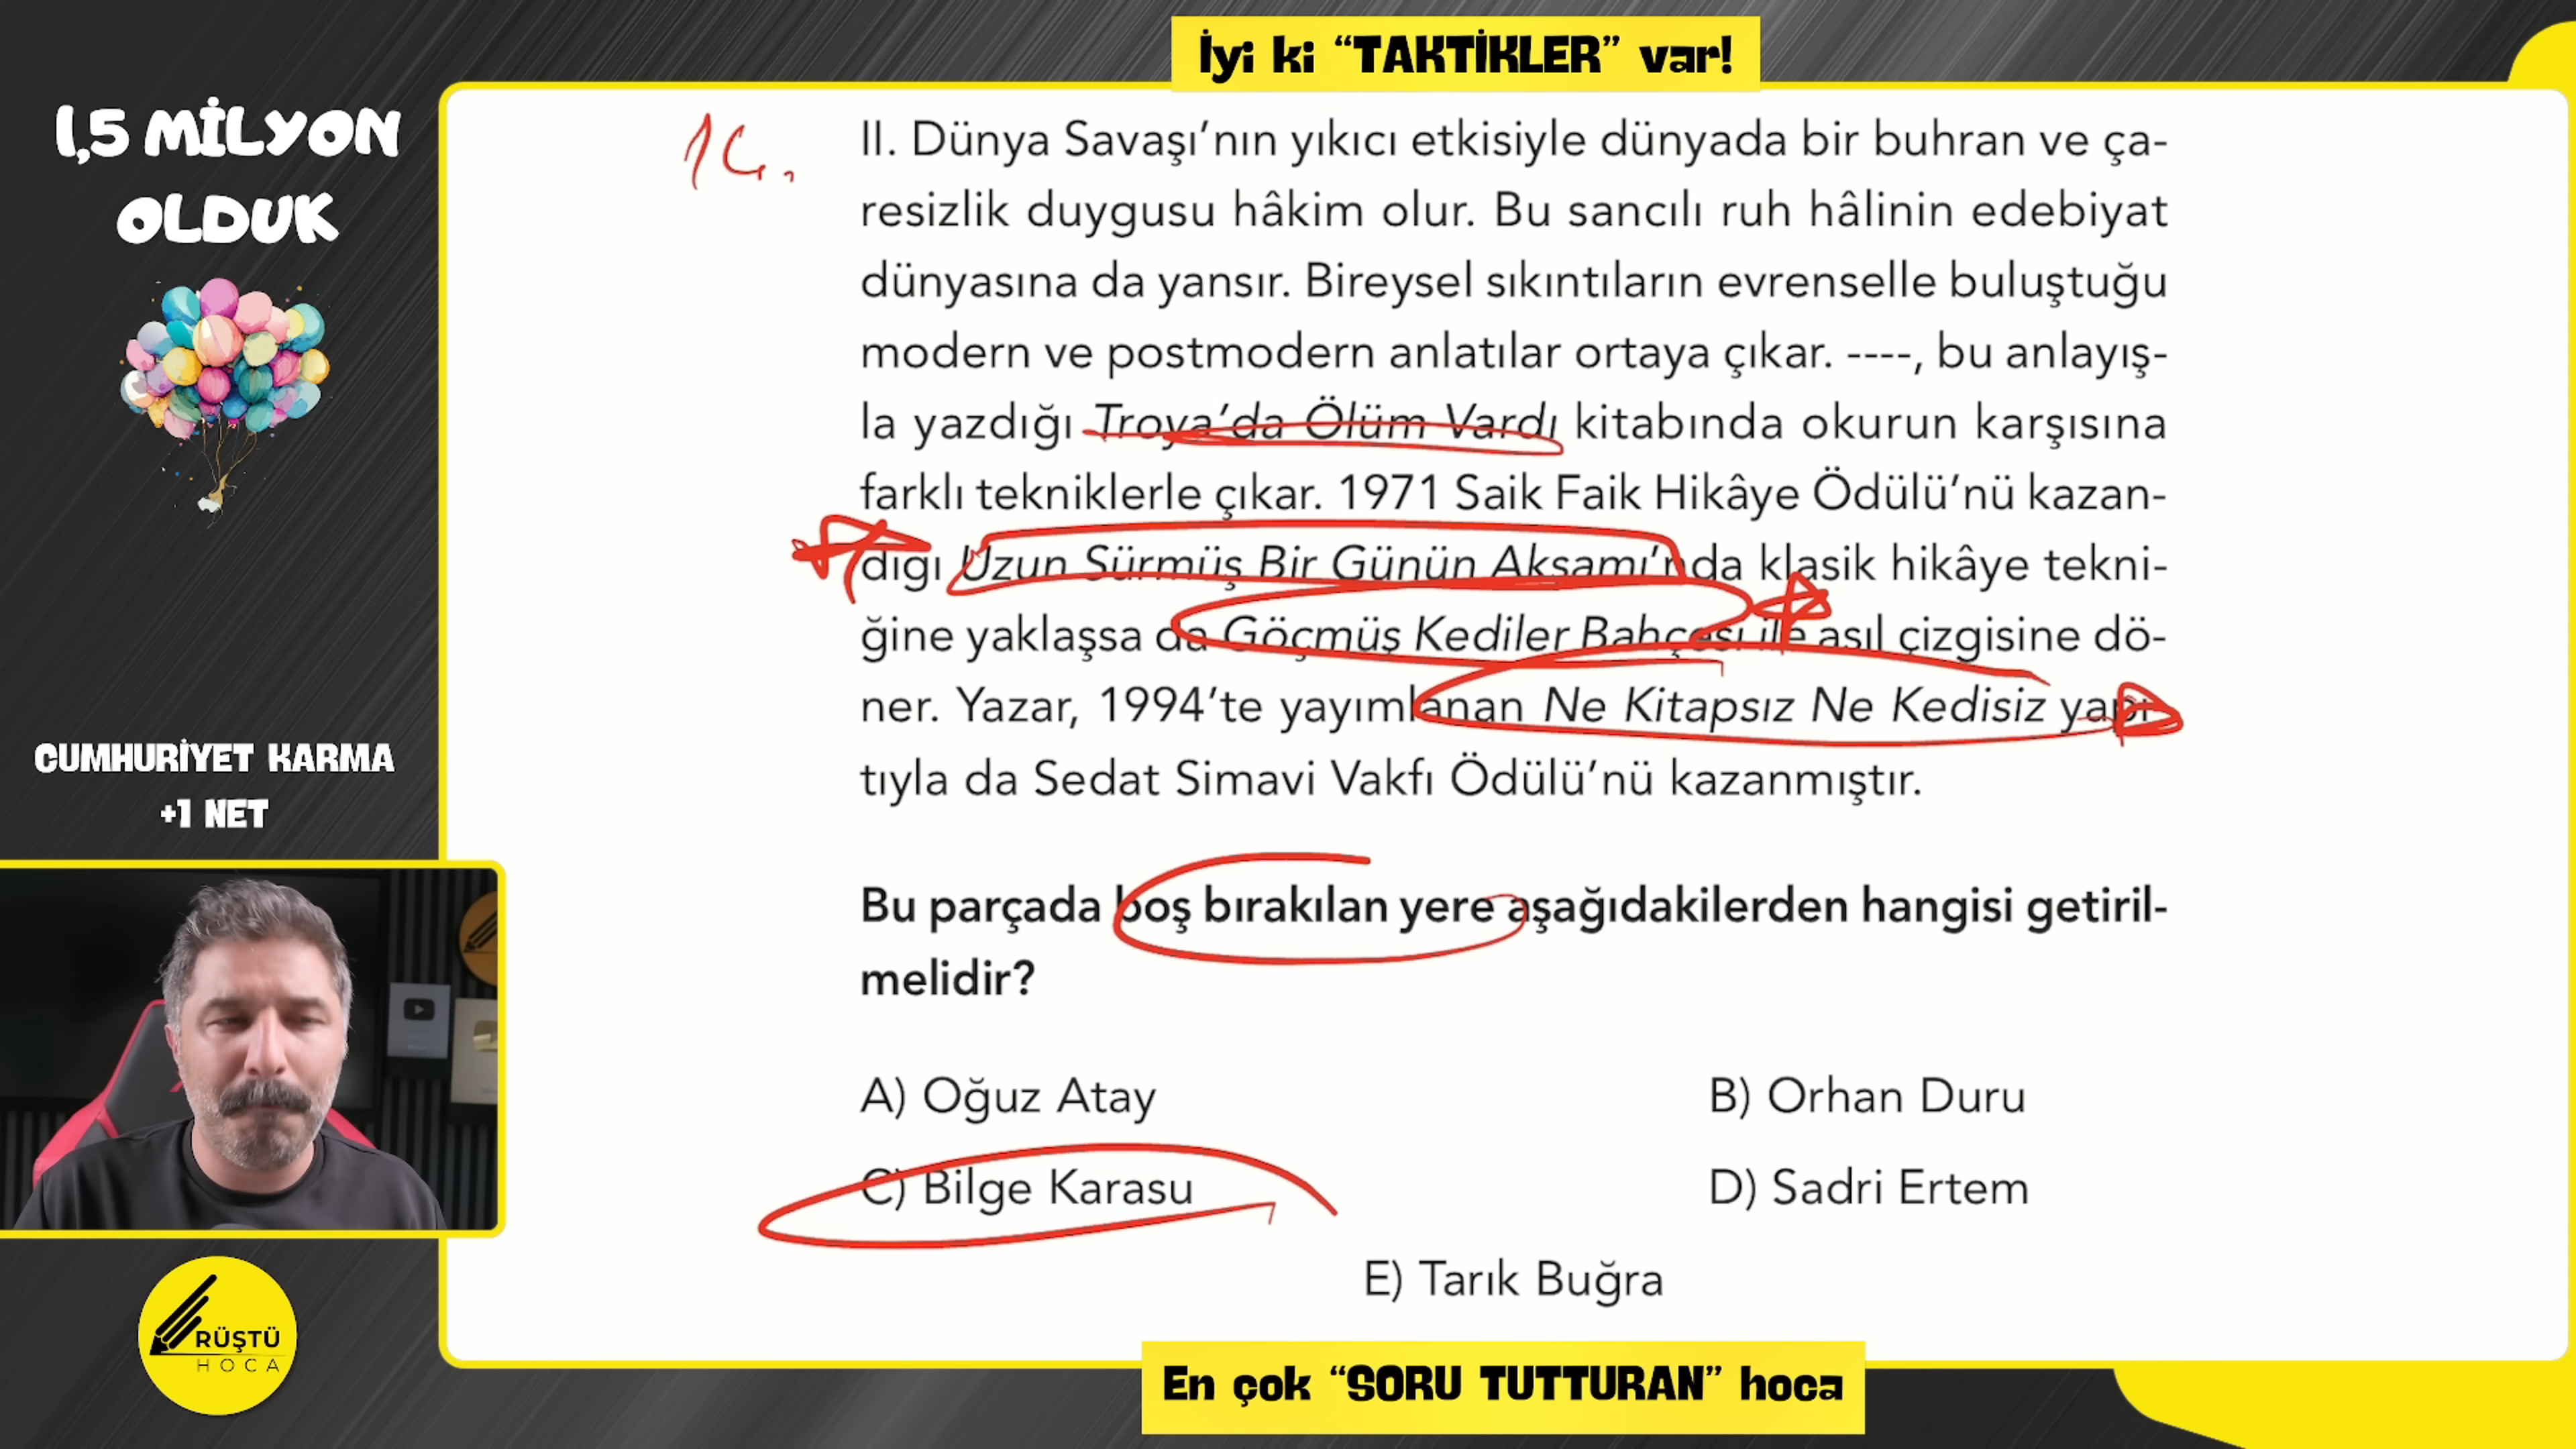 İyi ki “TAKTİKLER” var!
1,5 MİLYON
OLDUK
14.
II. Dünya Savaşı’nın yıkıcı etkisiyle dünyada bir buhran ve ça-
resizlik duygusu hâkim olur. Bu sancılı ruh hâlinin edebiyat
dünyasına da yansır. Bireysel sıkıntıların evrenselle buluştuğu
modern ve postmodern anlatılar ortaya çıkar. ----, bu anlayış-
la yazdığı Troya’da Ölüm Vardı kitabında okurun karşısına
farklı tekniklerle çıkar. 1971 Saik Faik Hikâye Ödülü’nü kazan-
dığı Uzun Sürmüş Bir Günün Akşamı’nda klasik hikâye tekni-
ğine yaklaşsa da Göçmüş Kediler Bahçesi ile asıl çizgisine dö-
ner. Yazar, 1994’te yayımlanan Ne Kitapsız Ne Kedisiz yapı-
tıyla da Sedat Simavi Vakfı Ödülü’nü kazanmıştır.
Bu parçada boş bırakılan yere aşağıdakilerden hangisi getiril-
melidir?
A) Oğuz Atay
B) Orhan Duru
C) Bilge Karasu
D) Sadri Ertem
E) Tarık Buğra
CUMHURİYET KARMA
+1 NET
RÜŞTÜ
HOCA
En çok “SORU TUTTURAN” hoca